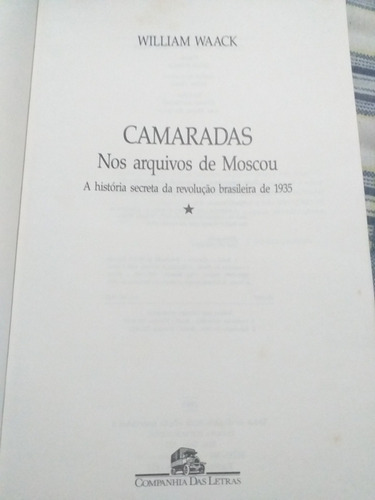 WILLIAM WAACK
CAMARADAS
Nos arquivos de Moscou
A história secreta da revolução brasileira de 1935
COMPANHIA DAS LETRAS